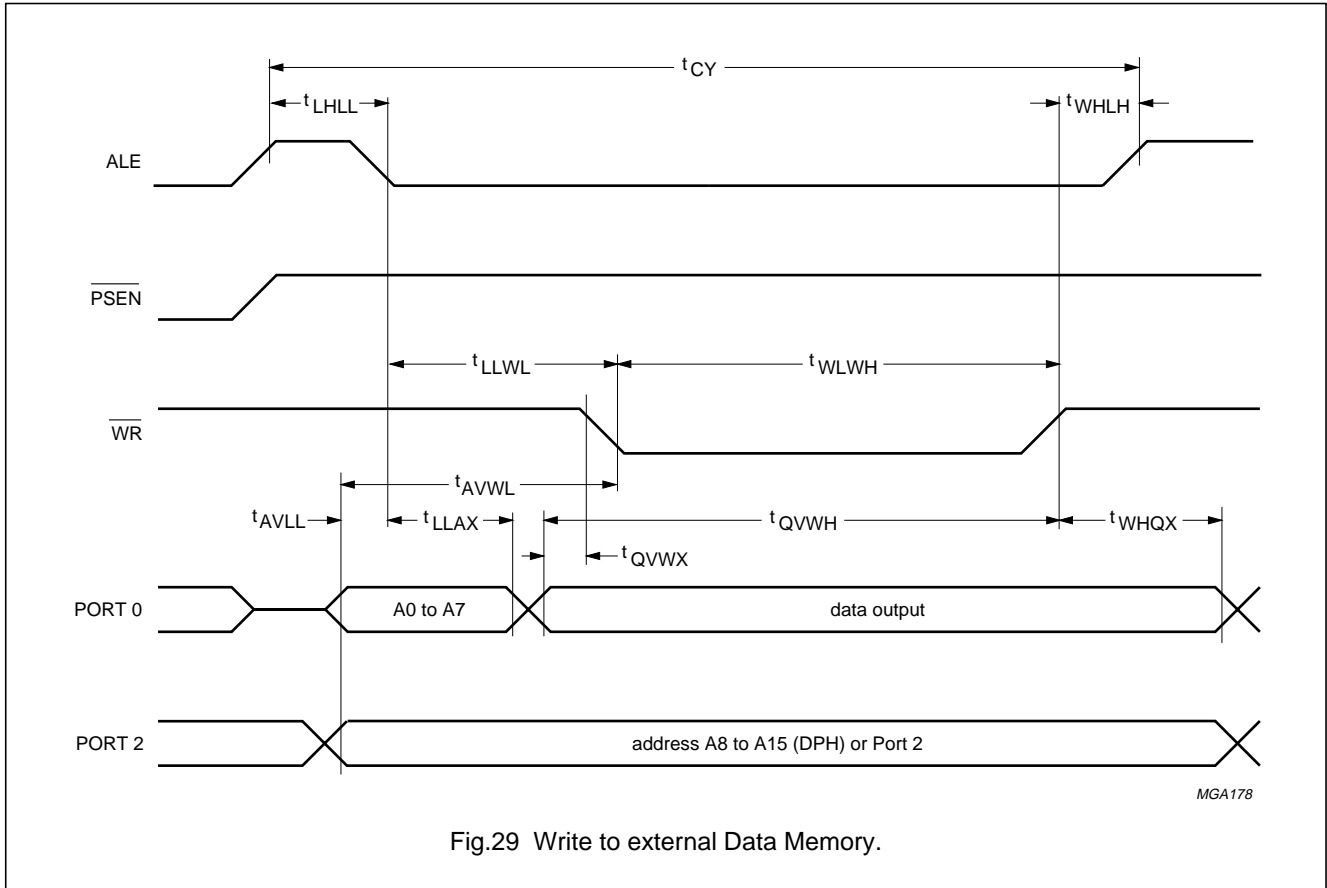 tCY
tLHLL
tWHLH
ALE
PSEN
tLLWL
tWLWH
WR
tAVWL
tAVLL
tLLAX
tQVWH
tWHQX
tQVWX
PORT 0
A0 to A7
data output
PORT 2
address A8 to A15 (DPH) or Port 2
MGA178
Fig.29 Write to external Data Memory.